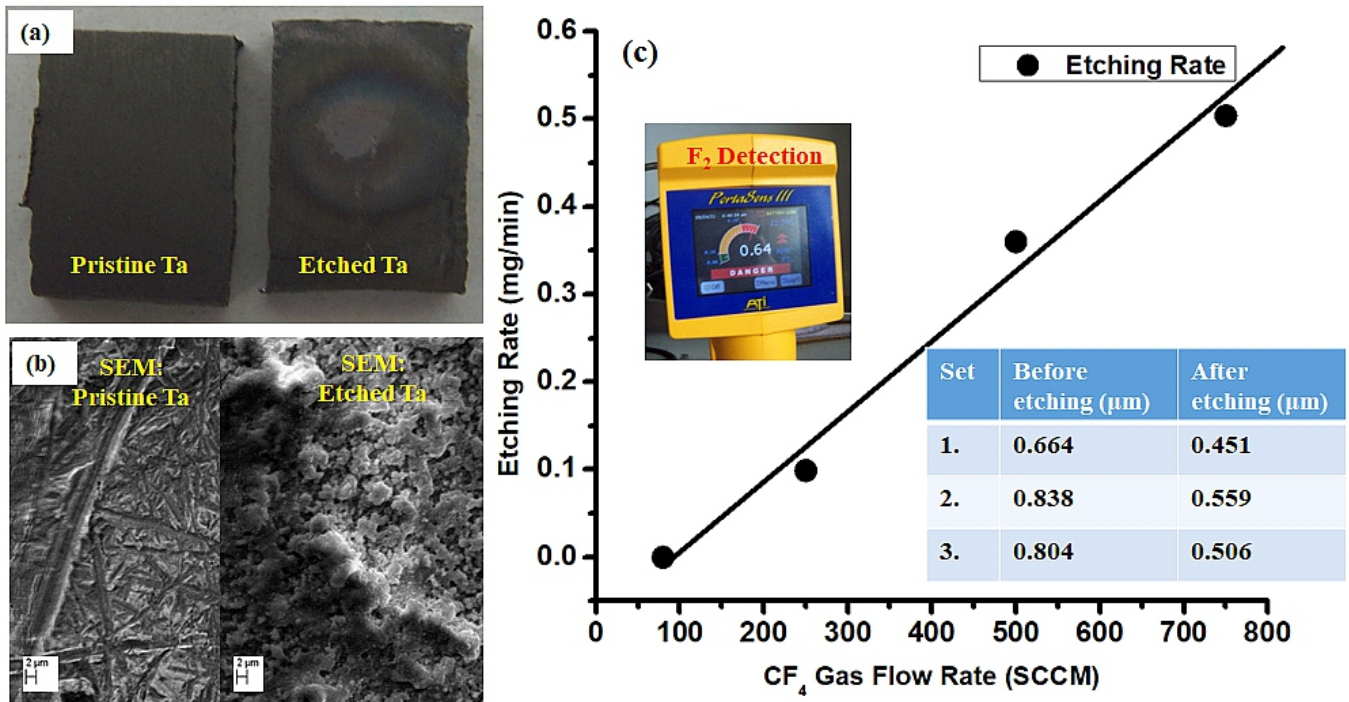 (a)
Pristine Ta
Etched Ta
(b)
SEM:
Pristine Ta
SEM:
Etched Ta
2 μm
2 μm
(c)
Etching Rate
F₂ Detection
PortaSens III
0.64
DANGER
ATi
Etching Rate (mg/min)
0.6
0.5
0.4
0.3
0.2
0.1
0.0
Set Before etching (μm) After etching (μm)
1. 0.664 0.451
2. 0.838 0.559
3. 0.804 0.506
0 100 200 300 400 500 600 700 800
CF₄ Gas Flow Rate (SCCM)